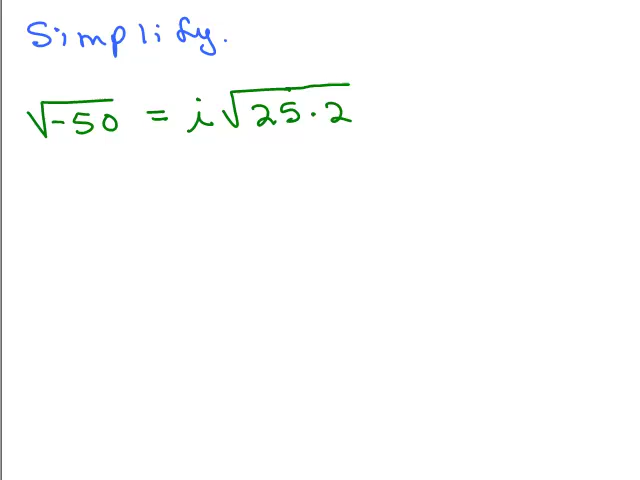 Simplify.
√-50 = i√25·2